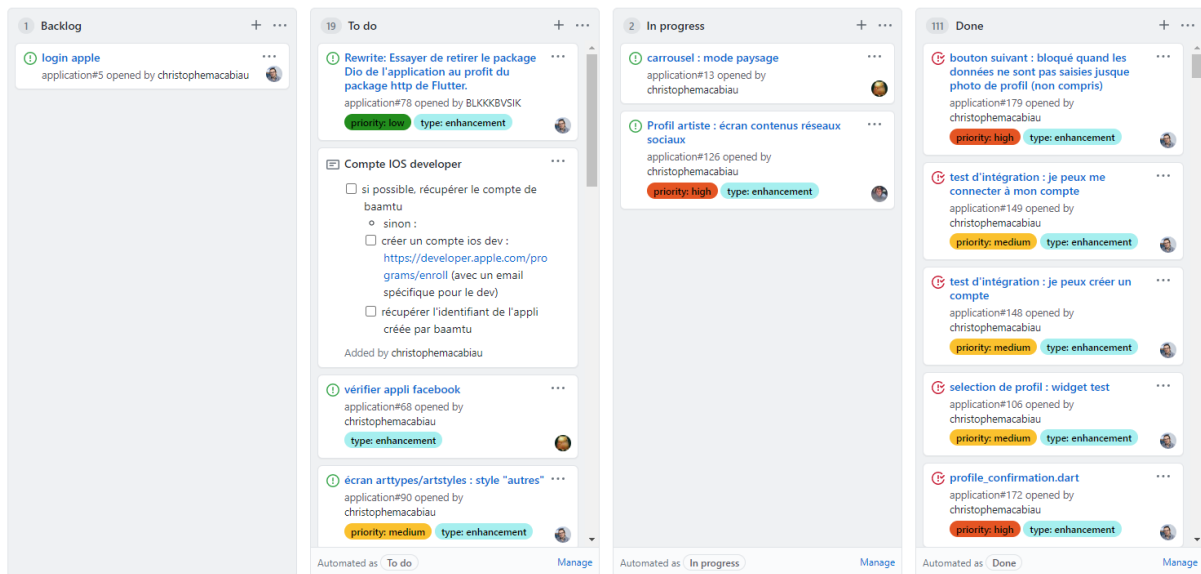 1 Backlog
login apple
application#5 opened by christophemacabiau
19 To do
Rewrite: Essayer de retirer le package
Dio de l'application au profit du
package http de Flutter.
application#78 opened by BLKKKBVSIK
priority: low type: enhancement
Compte IOS developer
si possible, récupérer le compte de
baamtu
sinon :
créer un compte ios dev :
https://developer.apple.com/pro
grams/enroll (avec un email
spécifique pour le dev)
récupérer l'identifiant de l'appli
créée par baamtu
Added by christophemacabiau
vérifier appli facebook
application#68 opened by
christophemacabiau
type: enhancement
écran arttypes/artstyles : style "autres"
application#90 opened by
christophemacabiau
priority: medium type: enhancement
Automated as To do Manage
2 In progress
carrousel : mode paysage
application#13 opened by
christophemacabiau
Profil artiste : écran contenus réseaux
sociaux
application#126 opened by
christophemacabiau
priority: high type: enhancement
Automated as In progress Manage
111 Done
bouton suivant : bloqué quand les
données ne sont pas saisies jusque
photo de profil (non compris)
application#179 opened by
christophemacabiau
priority: high type: enhancement
test d'intégration : je peux me
connecter à mon compte
application#149 opened by
christophemacabiau
priority: medium type: enhancement
test d'intégration : je peux créer un
compte
application#148 opened by
christophemacabiau
priority: medium type: enhancement
selection de profil : widget test
application#106 opened by
christophemacabiau
priority: medium type: enhancement
profile_confirmation.dart
application#172 opened by
christophemacabiau
priority: high type: enhancement
Automated as Done Manage